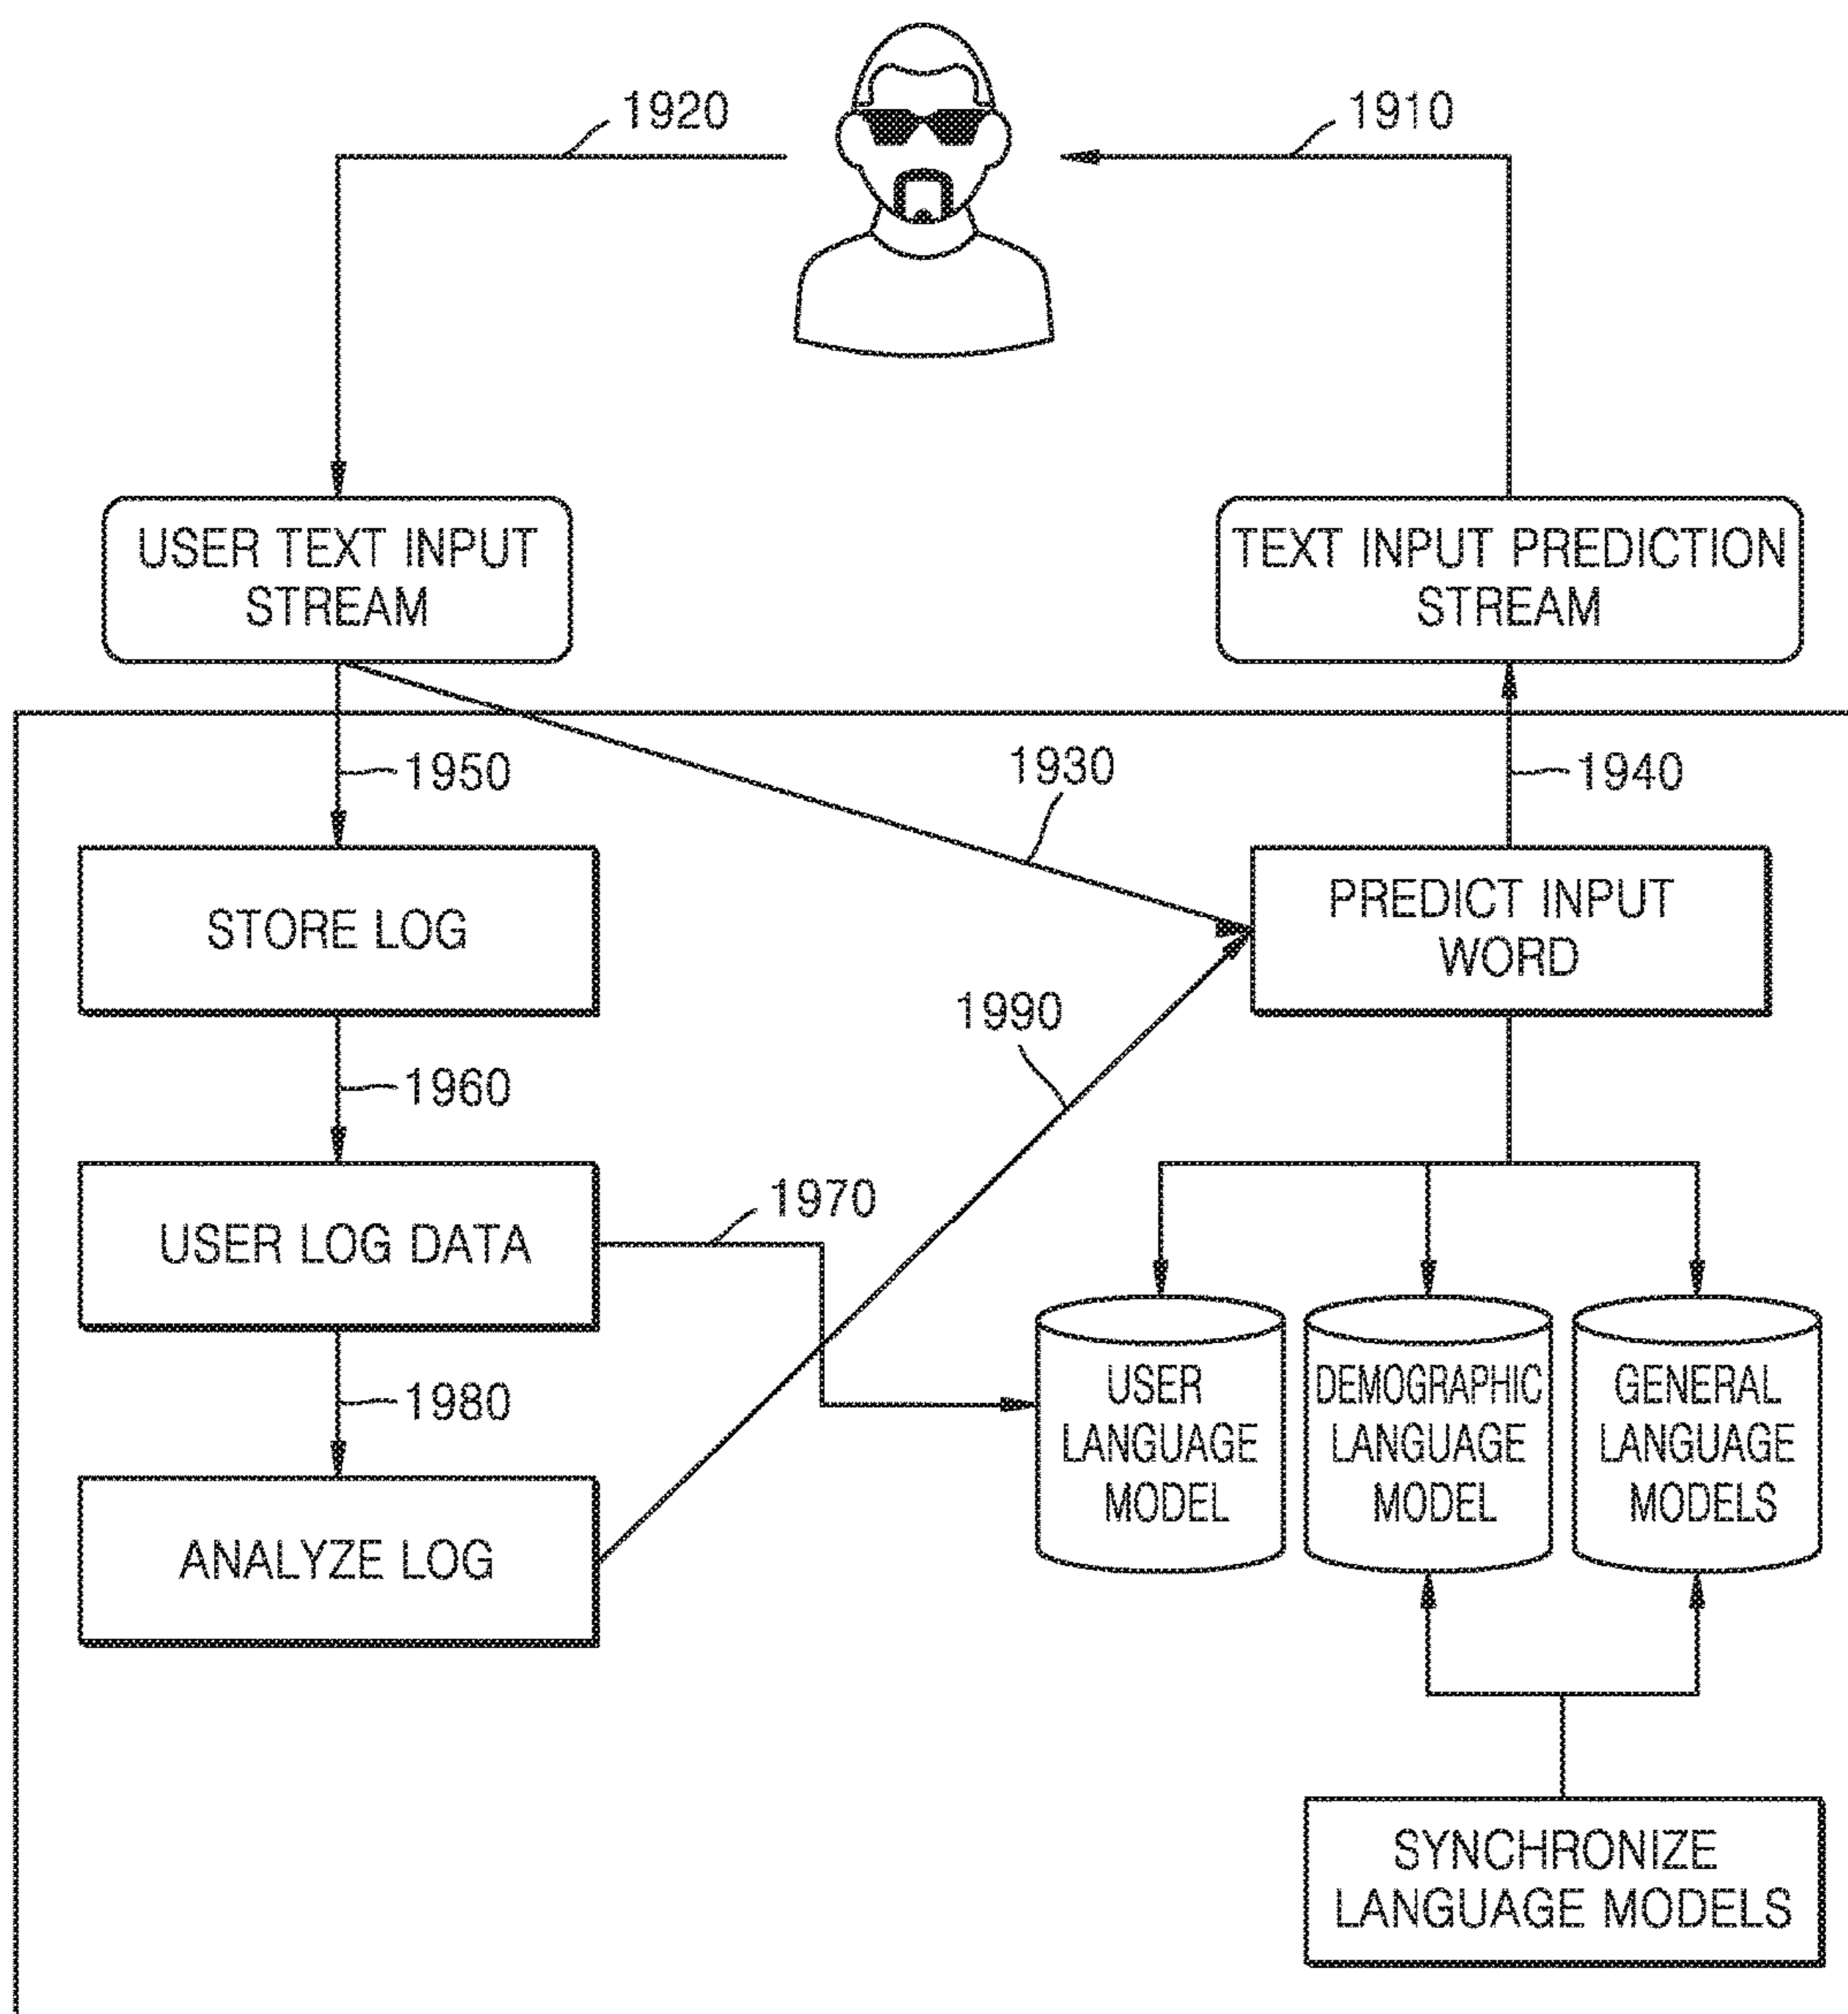 1920
1910
USER TEXT INPUT
STREAM
TEXT INPUT PREDICTION
STREAM
1950
1930
1940
STORE LOG
PREDICT INPUT
WORD
1990
1960
1970
USER LOG DATA
1980
USER
LANGUAGE
MODEL
DEMOGRAPHIC
LANGUAGE
MODEL
GENERAL
LANGUAGE
MODELS
ANALYZE LOG
SYNCHRONIZE
LANGUAGE MODELS